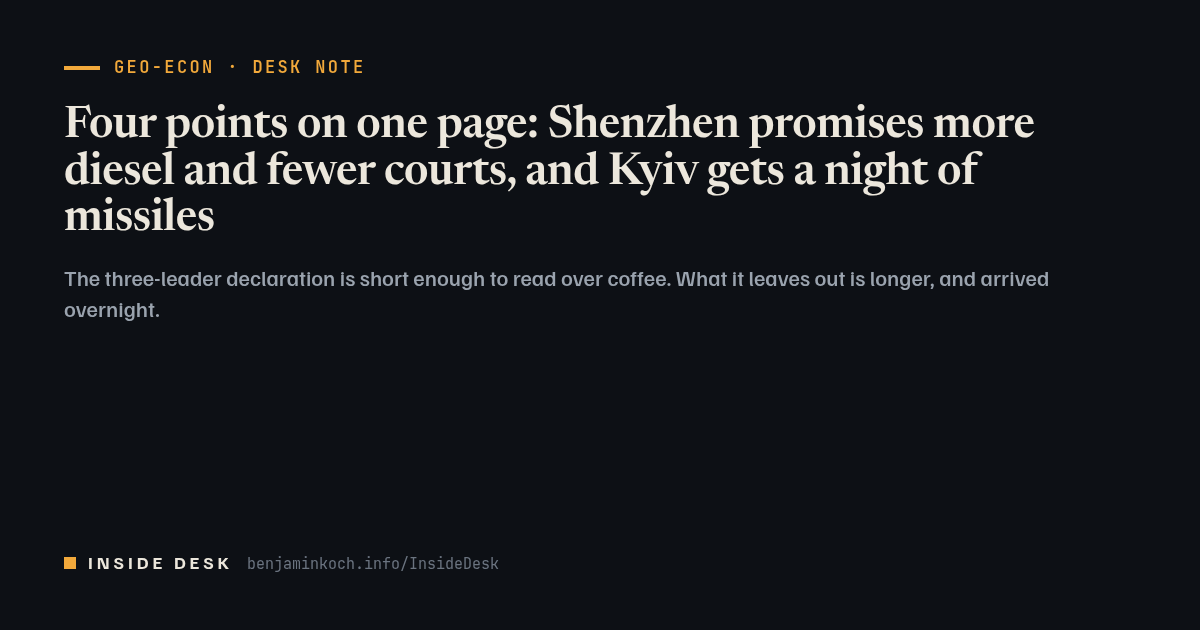 GEO-ECON · DESK NOTE
Four points on one page: Shenzhen promises more
diesel and fewer courts, and Kyiv gets a night of
missiles
The three-leader declaration is short enough to read over coffee. What it leaves out is longer, and arrived
overnight.
INSIDE DESK benjaminkoch.info/InsideDesk